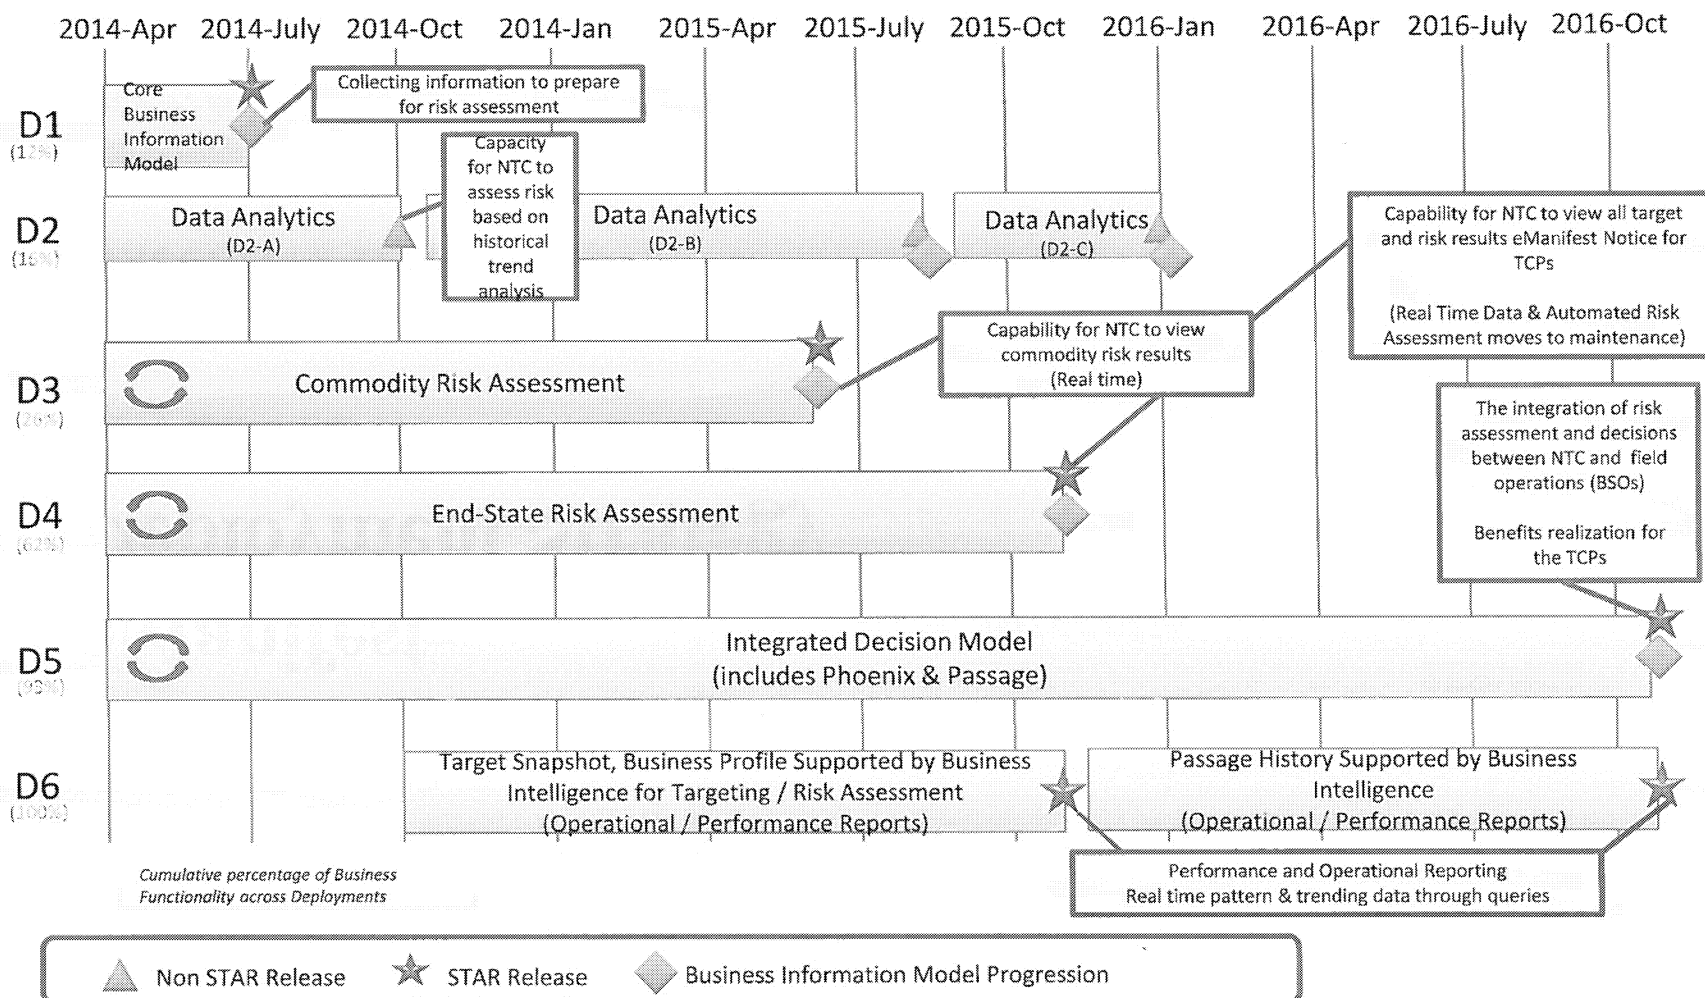 2014-Apr 2014-July 2014-Oct 2014-Jan 2015-Apr 2015-July 2015-Oct 2016-Jan 2016-Apr 2016-July 2016-Oct
D1
(12%)
Core
Business
Information
Model
Collecting information to prepare
for risk assessment
D2
(16%)
Data Analytics
(D2-A)
Capacity
for NTC to
assess risk
based on
historical
trend
analysis
Data Analytics
(D2-B)
Data Analytics
(D2-C)
Capability for NTC to view all target
and risk results eManifest Notice for
TCPs
(Real Time Data & Automated Risk
Assessment moves to maintenance)
D3
(26%)
Commodity Risk Assessment
Capability for NTC to view
commodity risk results
(Real time)
D4
(62%)
End-State Risk Assessment
The integration of risk
assessment and decisions
between NTC and field
operations (BSOs)
Benefits realization for
the TCPs
D5
Integrated Decision Model
(includes Phoenix & Passage)
D6
(100%)
Target Snapshot, Business Profile Supported by Business
Intelligence for Targeting / Risk Assessment
(Operational / Performance Reports)
Passage History Supported by Business
Intelligence
(Operational / Performance Reports)
Performance and Operational Reporting
Real time pattern & trending data through queries
Cumulative percentage of Business
Functionality across Deployments
Non STAR Release
STAR Release
Business Information Model Progression